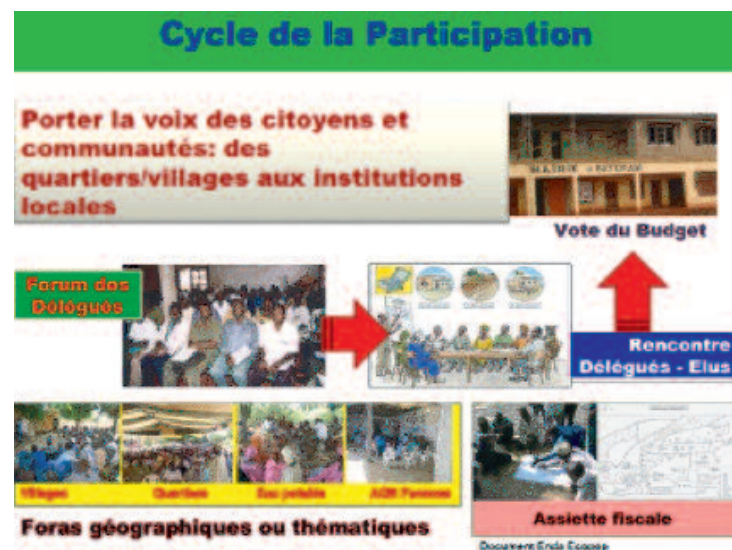 Cycle de la Participation
Porter la voix des citoyens et
communautés: des
quartiers/villages aux institutions
locales
Vote du Budget
Forum des
Délégués
Rencontre
Délégués - Elus
Villages
Quartiers
Eau potable
Foras géographiques ou thématiques
Assiette fiscale
Document Enda Ecopop